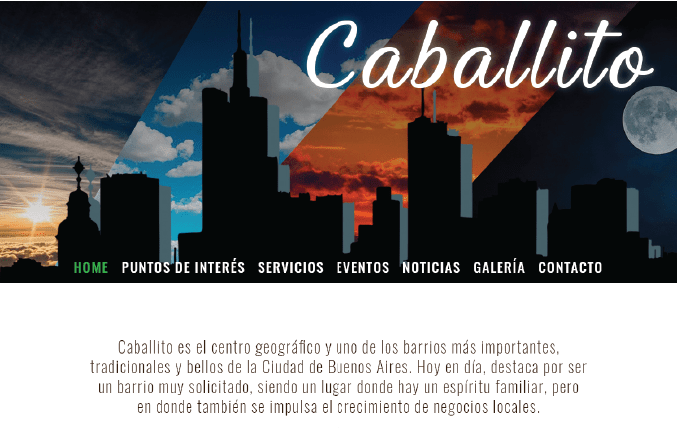 Caballito
HOME PUNTOS DE INTERÉS SERVICIOS EVENTOS NOTICIAS GALERÍA CONTACTO
Caballito es el centro geográfico y uno de los barrios más importantes,
tradicionales y bellos de la Ciudad de Buenos Aires. Hoy en día, destaca por ser
un barrio muy solicitado, siendo un lugar donde hay un espíritu familiar, pero
en donde también se impulsa el crecimiento de negocios locales.